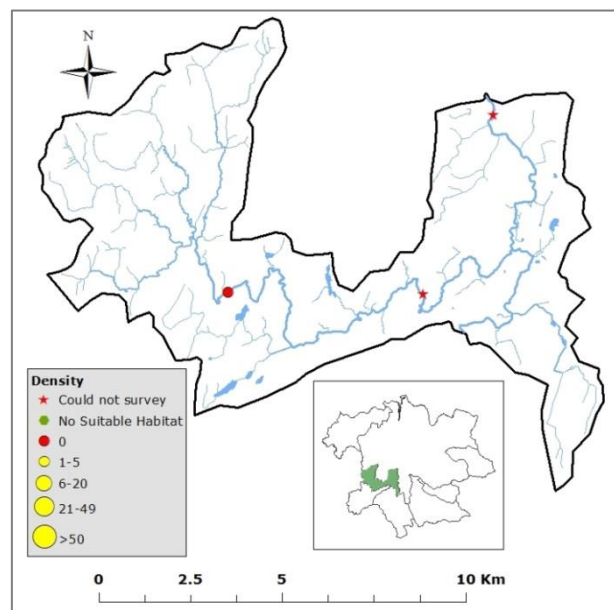 N
Density
Could not survey
No Suitable Habitat
0
1-5
6-20
21-49
>50
0 2.5 5 10 Km